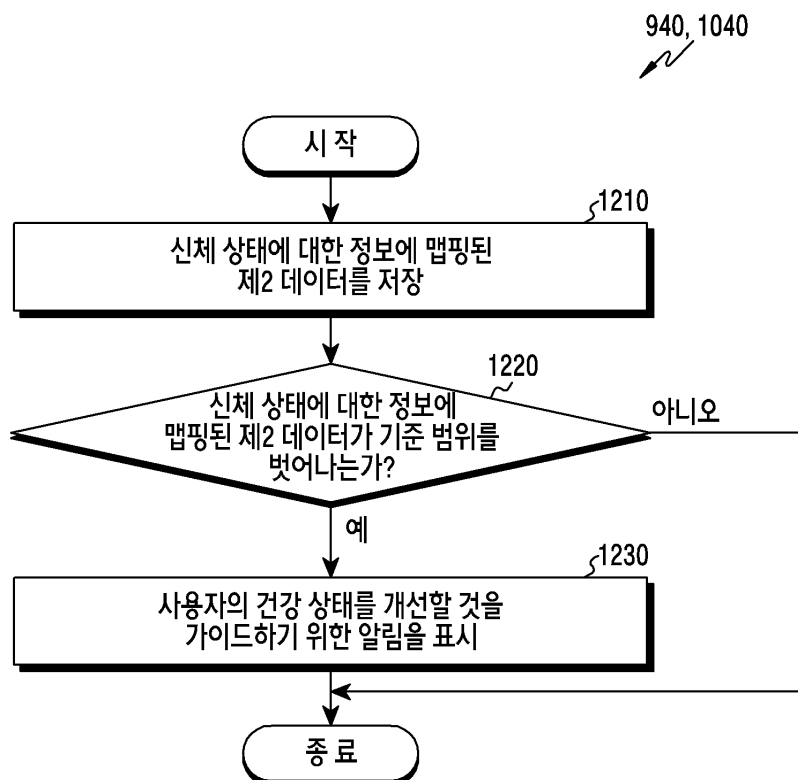 940, 1040
시 작
1210
신체 상태에 대한 정보에 맵핑된
제2 데이터를 저장
1220
신체 상태에 대한 정보에
맵핑된 제2 데이터가 기준 범위를
벗어나는가?
아니오
예
1230
사용자의 건강 상태를 개선할 것을
가이드하기 위한 알림을 표시
종 료